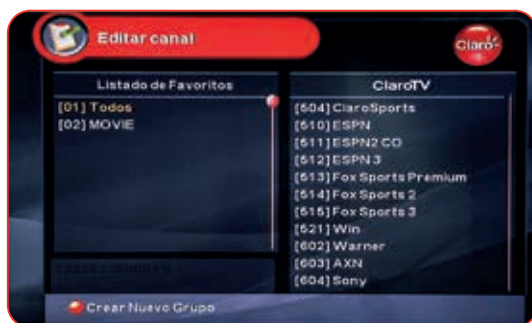 Editar canal
Claro
Listado de Favoritos
[01] Todos
[02] MOVIE
ClaroTV
[504] ClaroSports
[510] ESPN
[511] ESPN2 CO
[512] ESPN 3
[513] Fox Sports Premium
[514] Fox Sports 2
[515] Fox Sports 3
[521] Win
[602] Warner
[603] AXN
[604] Sony
Crear Nuevo Grupo